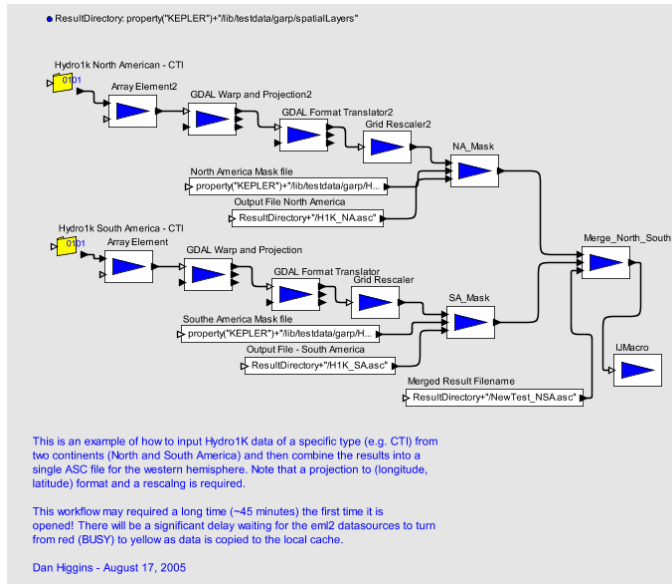 ResultDirectory: property("KEPLER")+"/lib/testdata/garp/spatialLayers"
Hydro1k North American - CTI
0101
Array Element2
GDAL Warp and Projection2
GDAL Format Translator2
Grid Rescaler2
NA_Mask
North America Mask file
property("KEPLER")+"/lib/testdata/garp/H...
Output File North America
ResultDirectory+"/H1K_NA.asc"
Hydro1k South America - CTI
0101
Array Element
GDAL Warp and Projection
Merge_North_South
GDAL Format Translator
Grid Rescaler
SA_Mask
Southe America Mask file
property("KEPLER")+"/lib/testdata/garp/H...
Output File - South America
ResultDirectory+"/H1K_SA.asc"
IJMacro
Merged Result Filename
ResultDirectory+"/NewTest_NSA.asc"
This is an example of how to input Hydro1K data of a specific type (e.g. CTI) from
two continents (North and South America) and then combine the results into a
single ASC file for the western hemisphere. Note that a projection to (longitude,
latitude) format and a rescalng is required.
This workflow may required a long time (~45 minutes) the first time it is
opened! There will be a significant delay waiting for the eml2 datasources to turn
from red (BUSY) to yellow as data is copied to the local cache.
Dan Higgins - August 17, 2005